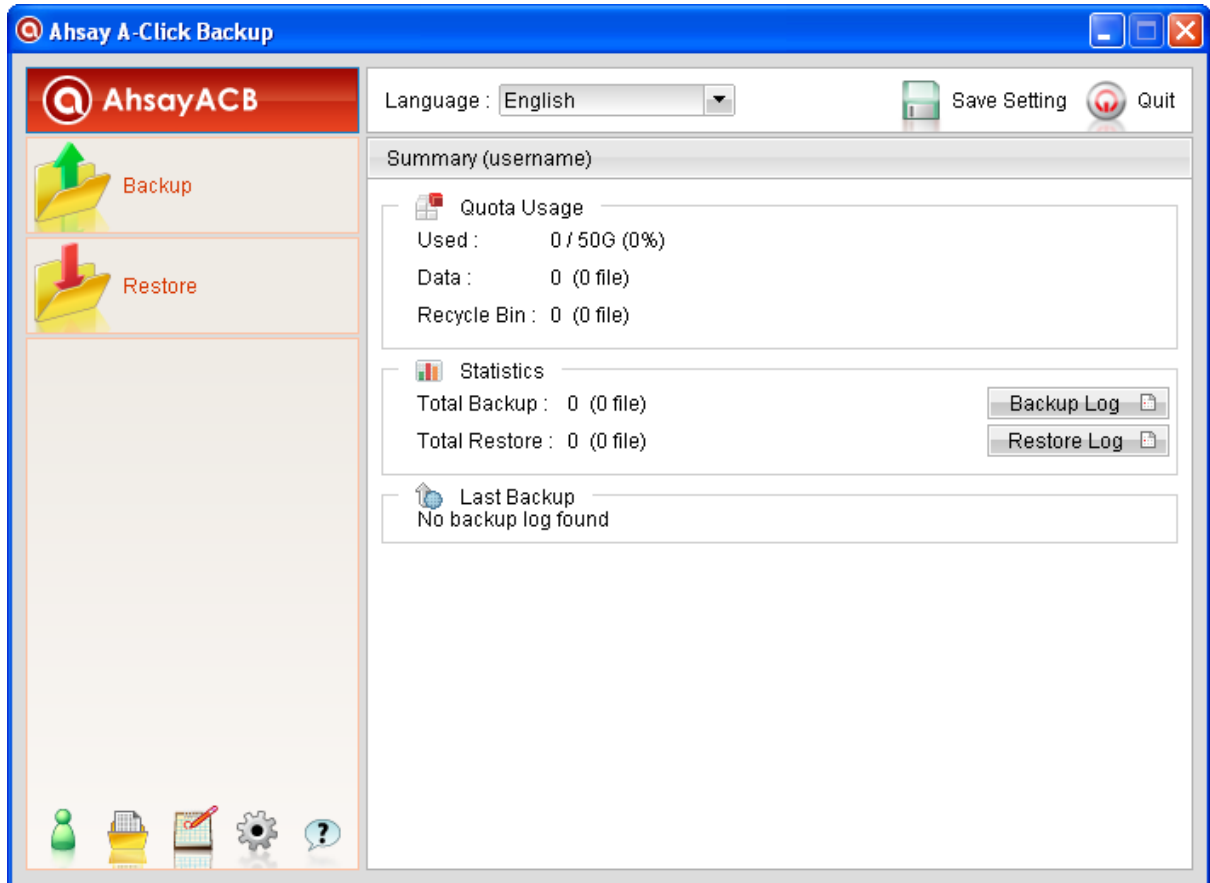 Ahsay A-Click Backup
AhsayACB
Language : English
Save Setting
Quit
Backup
Restore
Summary (username)
Quota Usage
Used : 0 / 50G (0%)
Data : 0 (0 file)
Recycle Bin : 0 (0 file)
Statistics
Total Backup : 0 (0 file)
Backup Log
Total Restore : 0 (0 file)
Restore Log
Last Backup
No backup log found
?